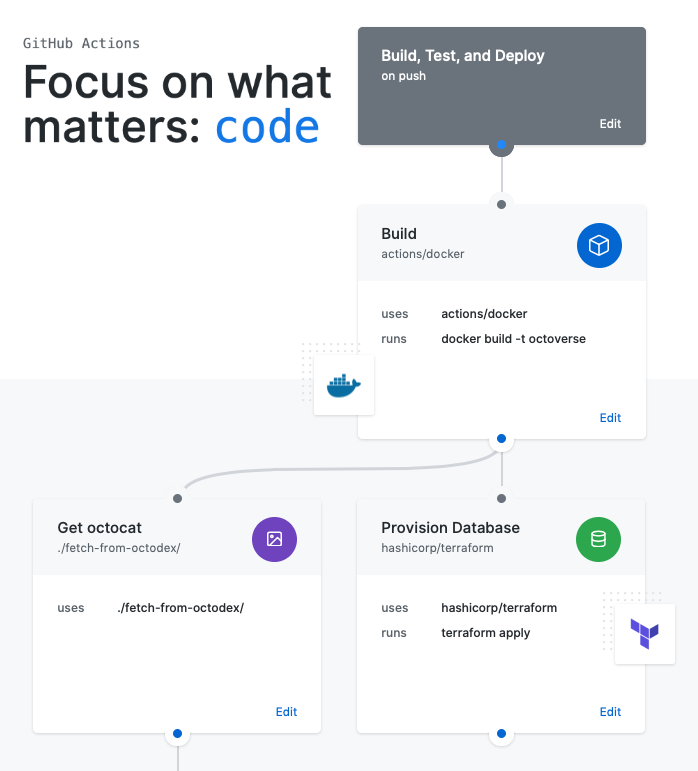 GitHub Actions
Focus on what
matters: code
Build, Test, and Deploy
on push
Edit
Build
actions/docker
uses actions/docker
runs docker build -t octoverse
Edit
Get octocat
./fetch-from-octodex/
uses ./fetch-from-octodex/
Edit
Provision Database
hashicorp/terraform
uses hashicorp/terraform
runs terraform apply
Edit